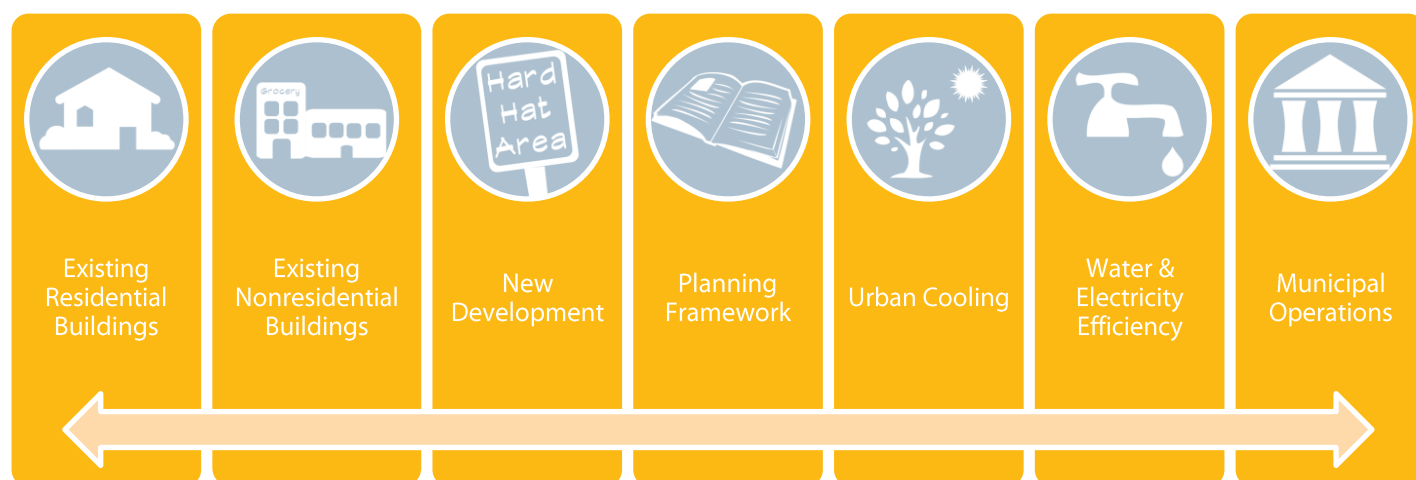 Grocery
Hard
Hat
Area
Existing
Residential
Buildings
Existing
Nonresidential
Buildings
New
Development
Planning
Framework
Urban Cooling
Water &
Electricity
Efficiency
Municipal
Operations